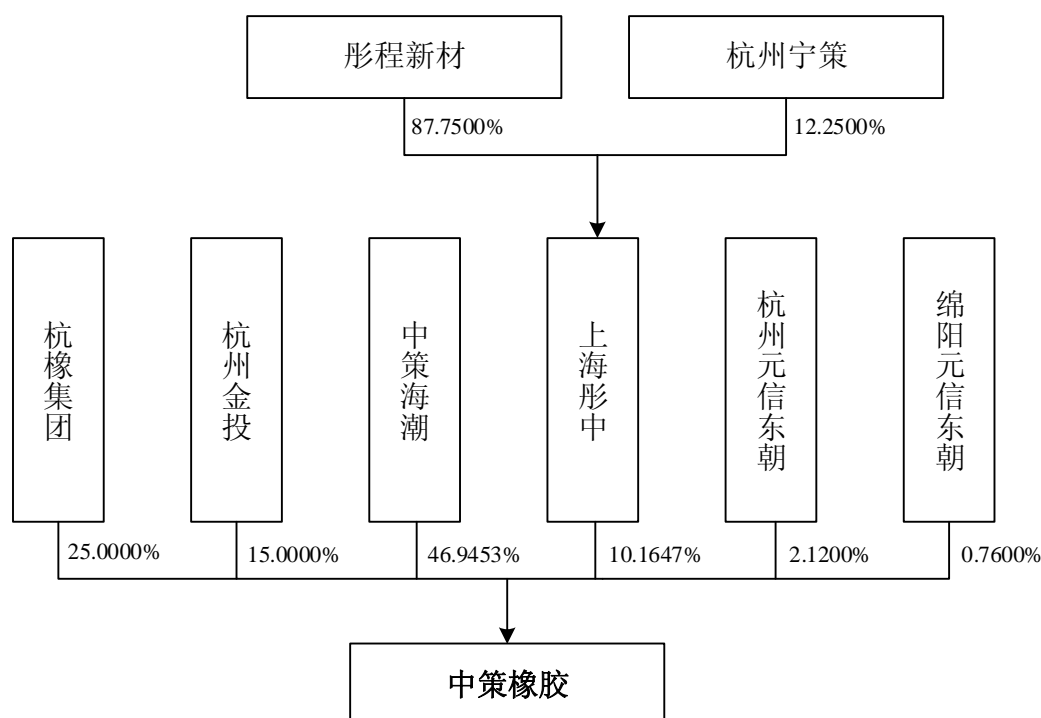 彤程新材
杭州宁策
87.7500%
12.2500%
杭橡集团
杭州金投
中策海潮
上海彤中
杭州元信东朝
绵阳元信东朝
25.0000%
15.0000%
46.9453%
10.1647%
2.1200%
0.7600%
中策橡胶